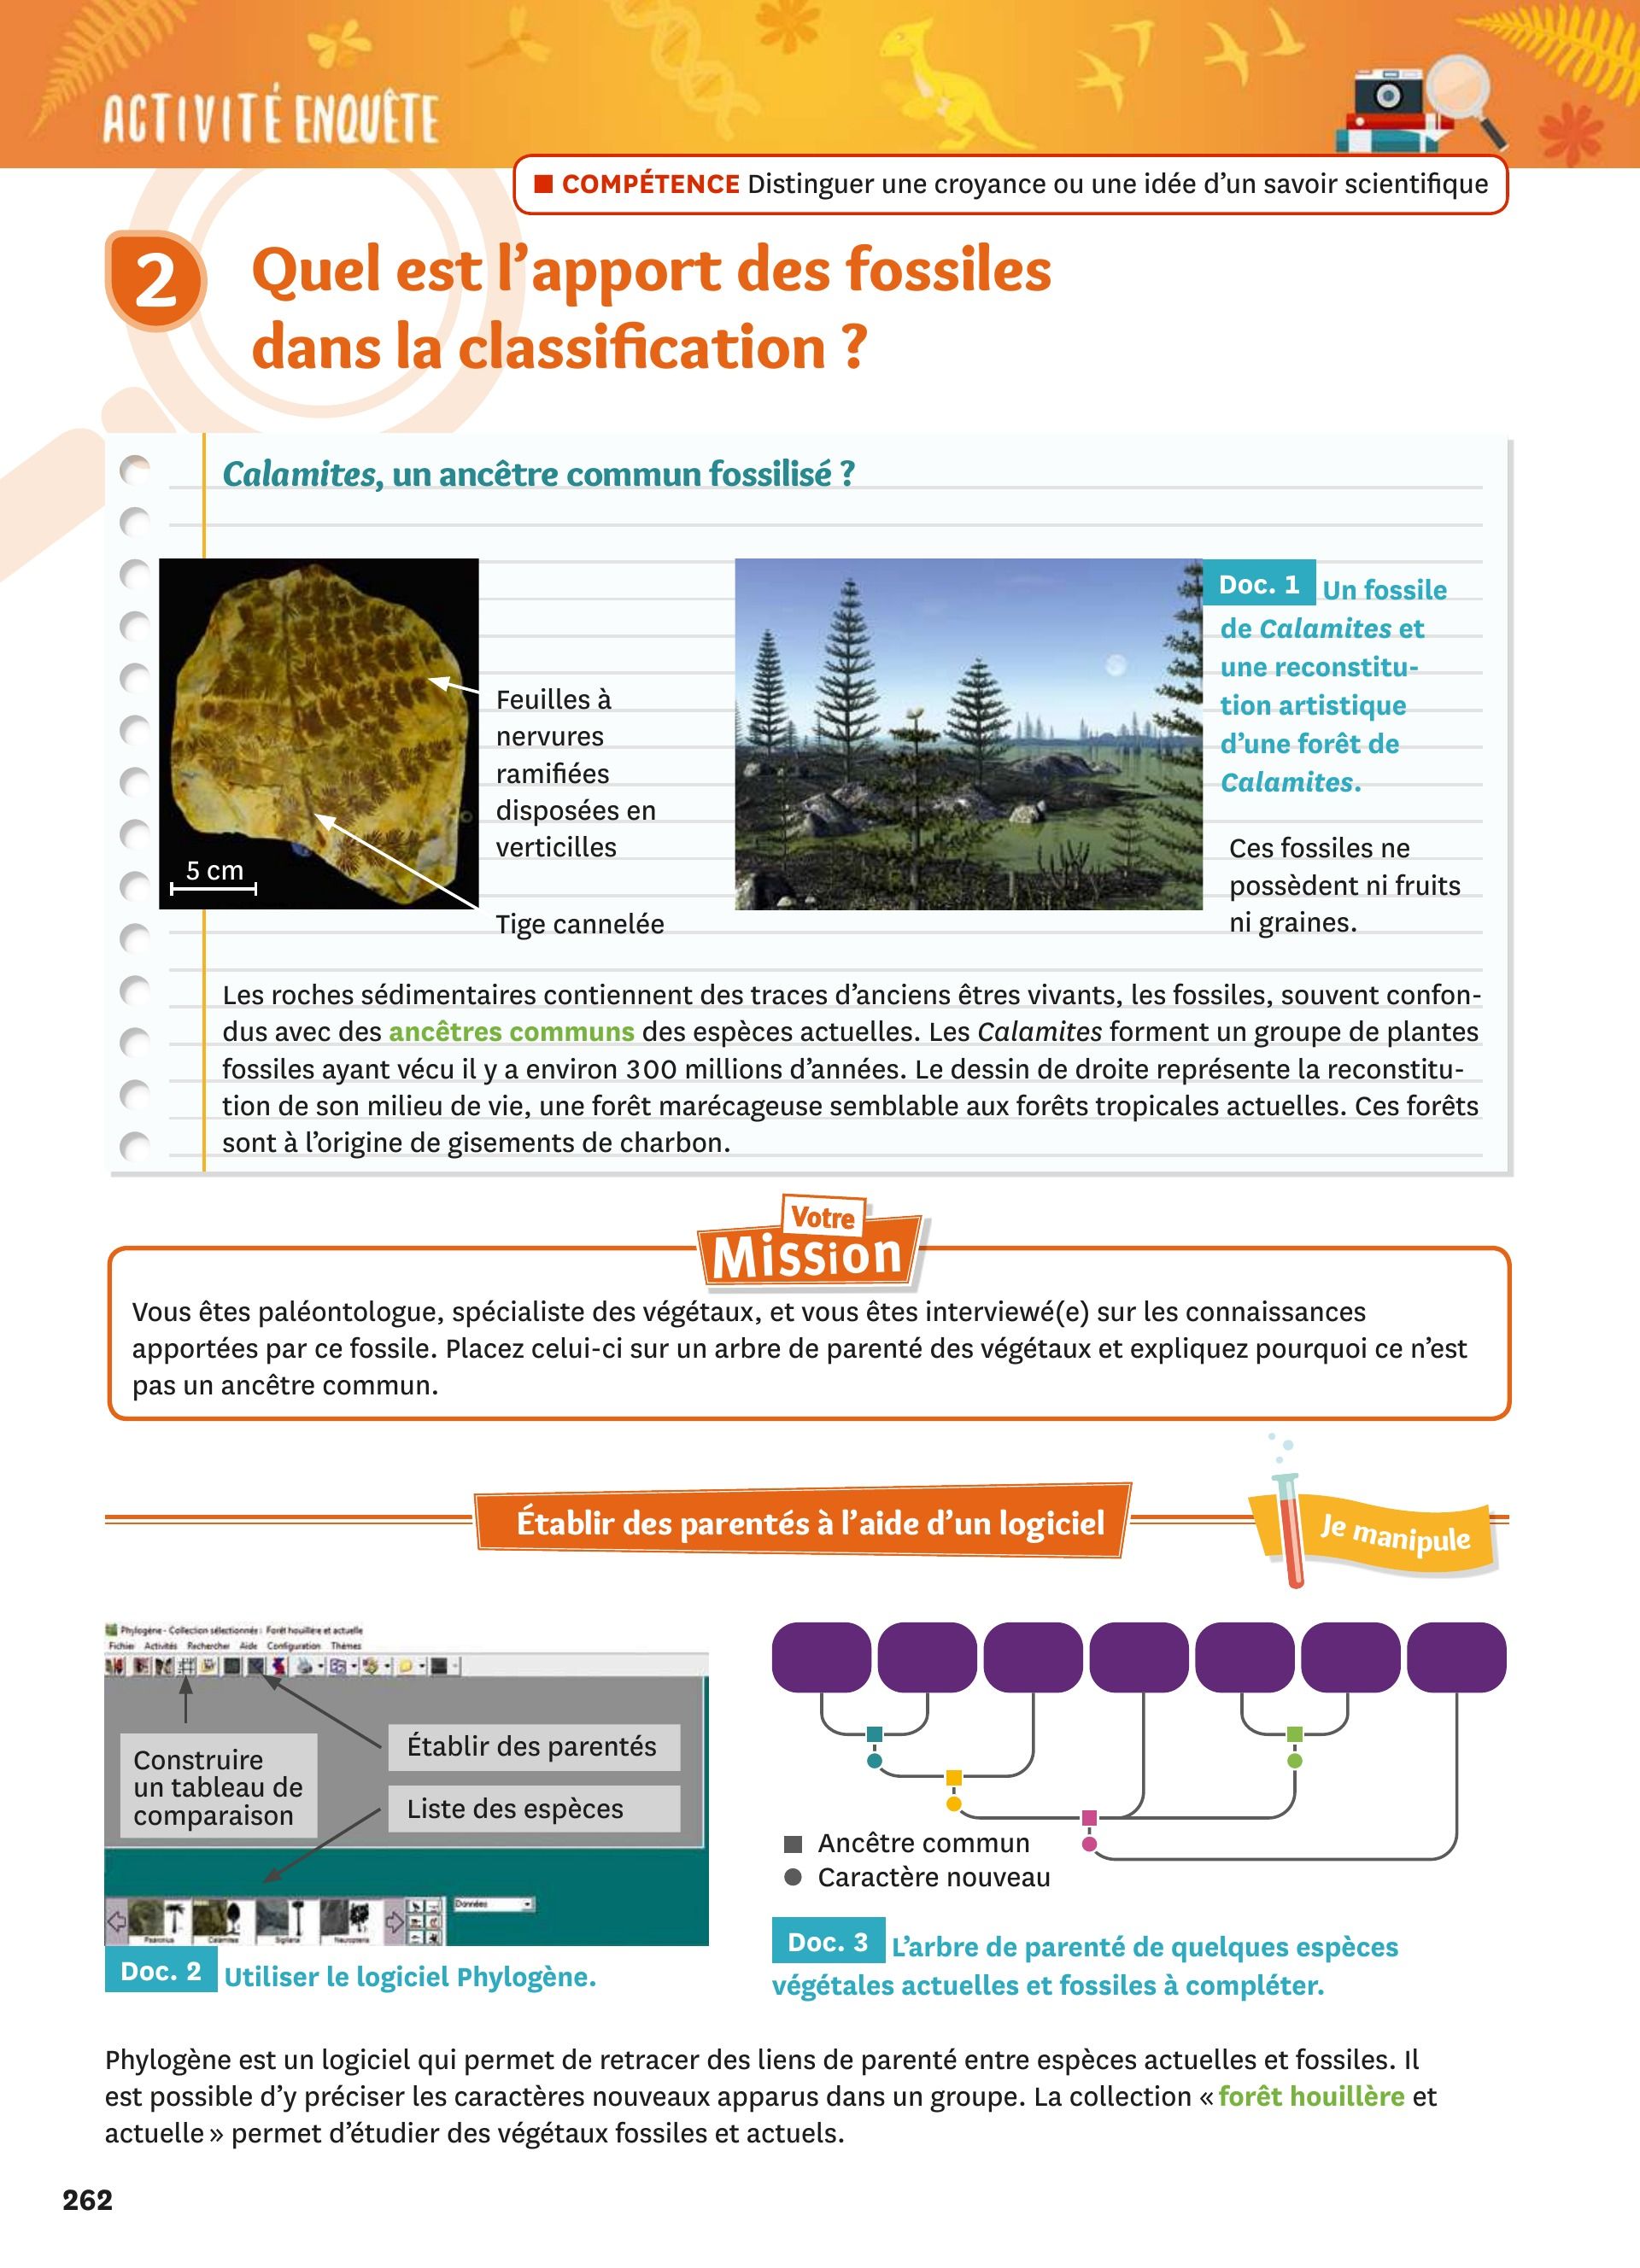 ACTIVITÉ ENQUÊTE
■ COMPÉTENCE Distinguer une croyance ou une idée d’un savoir scientifique
2
Quel est l’apport des fossiles
dans la classification ?
Calamites, un ancêtre commun fossilisé ?
5 cm
Feuilles à
nervures
ramifiées
disposées en
verticilles
Tige cannelée
Doc. 1 Un fossile
de Calamites et
une reconstitu-
tion artistique
d’une forêt de
Calamites.
Ces fossiles ne
possèdent ni fruits
ni graines.
Les roches sédimentaires contiennent des traces d’anciens êtres vivants, les fossiles, souvent confon-
dus avec des ancêtres communs des espèces actuelles. Les Calamites forment un groupe de plantes
fossiles ayant vécu il y a environ 300 millions d’années. Le dessin de droite représente la reconstitu-
tion de son milieu de vie, une forêt marécageuse semblable aux forêts tropicales actuelles. Ces forêts
sont à l’origine de gisements de charbon.
Votre
Mission
Vous êtes paléontologue, spécialiste des végétaux, et vous êtes interviewé(e) sur les connaissances
apportées par ce fossile. Placez celui-ci sur un arbre de parenté des végétaux et expliquez pourquoi ce n’est
pas un ancêtre commun.
Établir des parentés à l’aide d’un logiciel
Je manipule
Phylogène - Collection sélectionnée : Forêt houillère et actuelle
Fichier Activités Rechercher Aide Configuration Thèmes
Construire
un tableau de
comparaison
Établir des parentés
Liste des espèces
Données
Calamites
Doc. 2 Utiliser le logiciel Phylogène.
Ancêtre commun
Caractère nouveau
Doc. 3 L’arbre de parenté de quelques espèces
végétales actuelles et fossiles à compléter.
Phylogène est un logiciel qui permet de retracer des liens de parenté entre espèces actuelles et fossiles. Il
est possible d’y préciser les caractères nouveaux apparus dans un groupe. La collection « forêt houillère et
actuelle » permet d’étudier des végétaux fossiles et actuels.
262